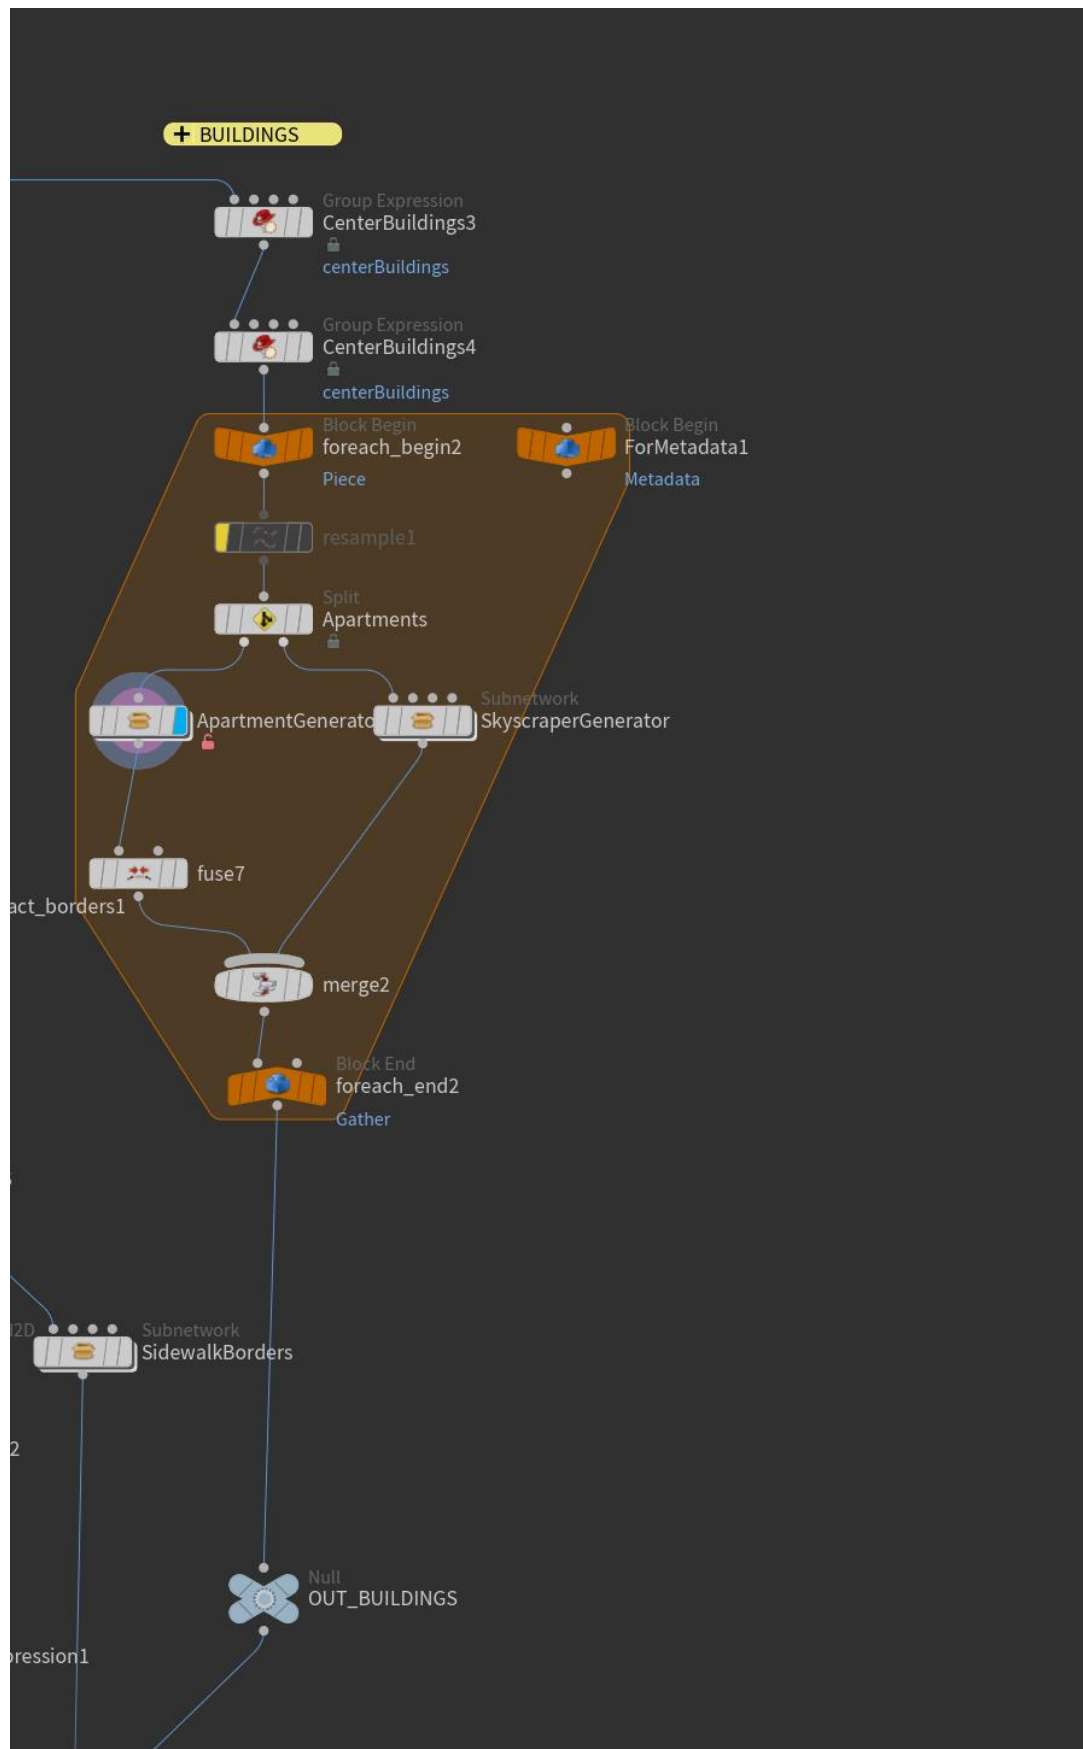 BUILDINGS
Group Expression
CenterBuildings3
centerBuildings
Group Expression
CenterBuildings4
centerBuildings
Block Begin
foreach_begin2
Piece
Block Begin
ForMetadata1
Metadata
resample1
Split
Apartments
ApartmentGenerato
Subnetwork
SkyscraperGenerator
fuse7
act_borders1
merge2
Block End
foreach_end2
Gather
Subnetwork
SidewalkBorders
2
Null
OUT_BUILDINGS
pression1